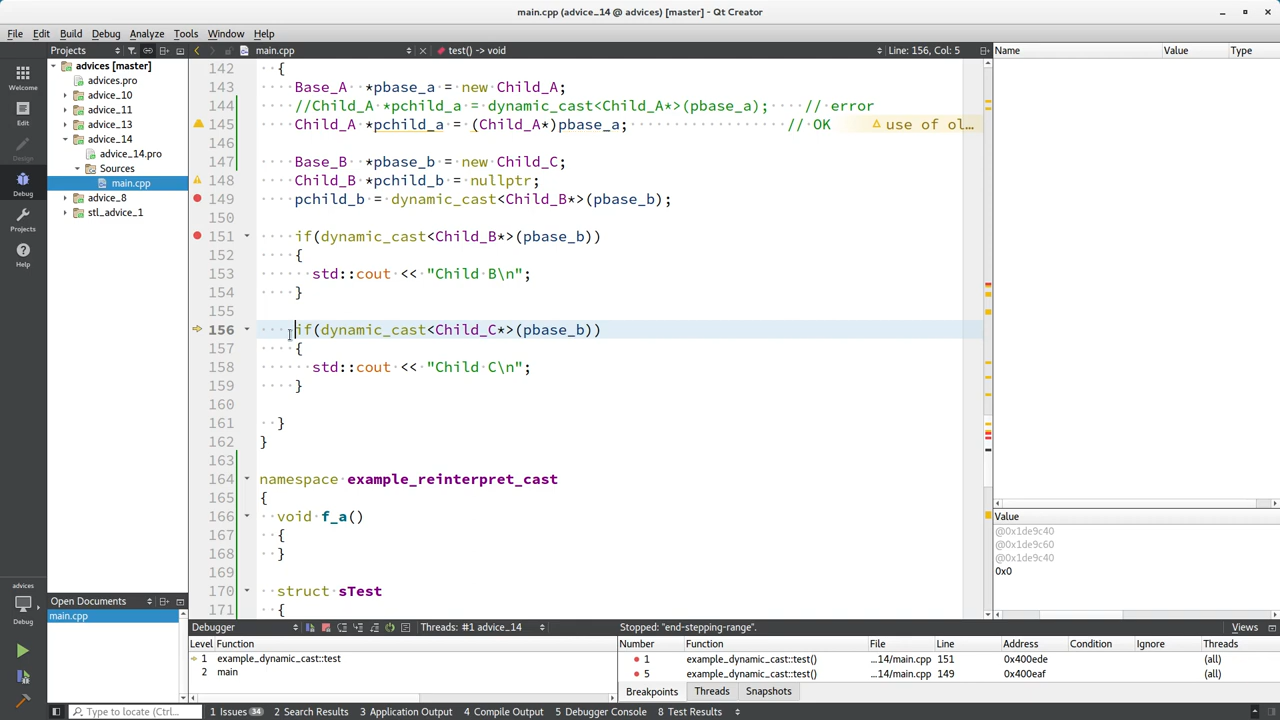 main.cpp (advice_14 @ advices) [master] - Qt Creator
File Edit Build Debug Analyze Tools Window Help
Projects main.cpp test() -> void Line: 156, Col: 5 Name Value Type
Welcome
Edit
Design
Debug
Projects
Help
advices [master]
advices.pro
advice_10
advice_11
advice_13
advice_14
advice_14.pro
Sources
main.cpp
advice_8
stl_advice_1
142 {
143 Base_A *pbase_a = new Child_A;
144 //Child_A *pchild_a = dynamic_cast<Child_A*>(pbase_a); // error
145 Child_A *pchild_a = (Child_A*)pbase_a; // OK use of ol…
146
147 Base_B *pbase_b = new Child_C;
148 Child_B *pchild_b = nullptr;
149 pchild_b = dynamic_cast<Child_B*>(pbase_b);
150
151 if(dynamic_cast<Child_B*>(pbase_b))
152 {
153 std::cout << "Child B\n";
154 }
155
156 if(dynamic_cast<Child_C*>(pbase_b))
157 {
158 std::cout << "Child C\n";
159 }
160
161 }
162 }
163
164 namespace example_reinterpret_cast
165 {
166 void f_a()
167 {
168 }
169
170 struct sTest
171 {
Value
@0x1de9c40
@0x1de9c60
@0x1de9c40
0x0
advices
Debug
Open Documents
main.cpp
Debugger Threads: #1 advice_14 Stopped: "end-stepping-range". Views
Level Function
1 example_dynamic_cast::test
2 main
Number Function File Line Address Condition Ignore Threads
1 example_dynamic_cast::test() ...14/main.cpp 151 0x400ede (all)
5 example_dynamic_cast::test() ...14/main.cpp 149 0x400eaf (all)
Breakpoints Threads Snapshots
Type to locate (Ctrl... 1 Issues 34 2 Search Results 3 Application Output 4 Compile Output 5 Debugger Console 8 Test Results